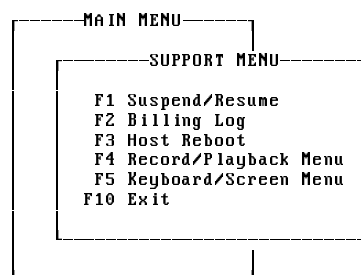 MAIN MENU
SUPPORT MENU
F1 Suspend/Resume
F2 Billing Log
F3 Host Reboot
F4 Record/Playback Menu
F5 Keyboard/Screen Menu
F10 Exit